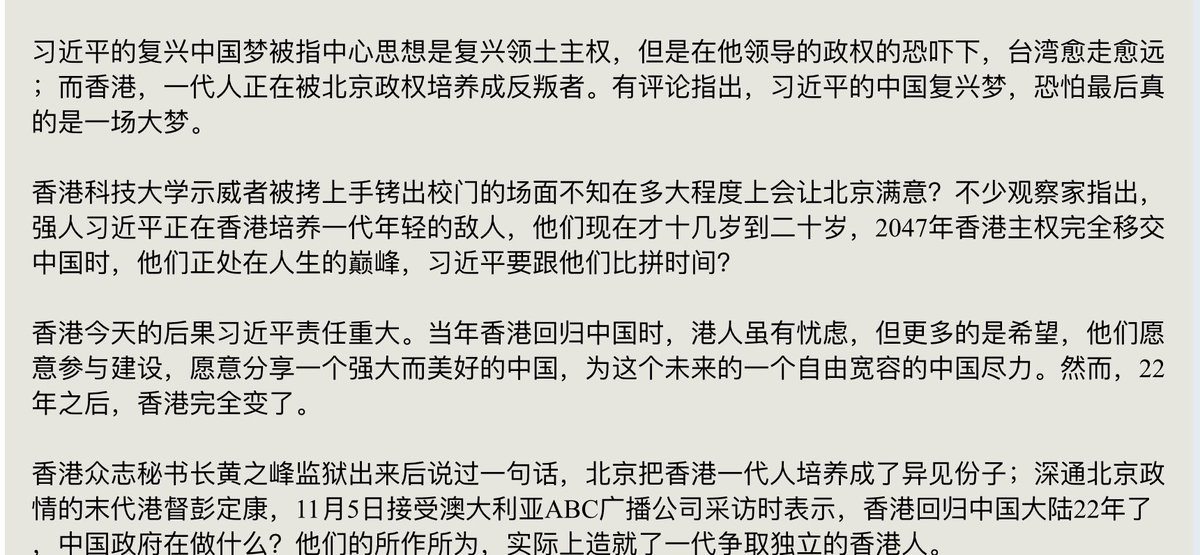 习近平的复兴中国梦被指中心思想是复兴领土主权，但是在他领导的政权的恐吓下，台湾愈走愈远
；而香港，一代人正在被北京政权培养成反叛者。有评论指出，习近平的中国复兴梦，恐怕最后真
的是一场大梦。
香港科技大学示威者被拷上手铐出校门的场面不知在多大程度上会让北京满意？不少观察家指出，
强人习近平正在香港培养一代年轻的敌人，他们现在才十几岁到二十岁，2047年香港主权完全移交
中国时，他们正处在人生的巅峰，习近平要跟他们比拼时间？
香港今天的后果习近平责任重大。当年香港回归中国时，港人虽有忧虑，但更多的是希望，他们愿
意参与建设，愿意分享一个强大而美好的中国，为这个未来的一个自由宽容的中国尽力。然而，22
年之后，香港完全变了。
香港众志秘书长黄之峰监狱出来后说过一句话，北京把香港一代人培养成了异见份子；深通北京政
情的末代港督彭定康，11月5日接受澳大利亚ABC广播公司采访时表示，香港回归中国大陆22年了
，中国政府在做什么？他们的所作所为，实际上造就了一代争取独立的香港人。